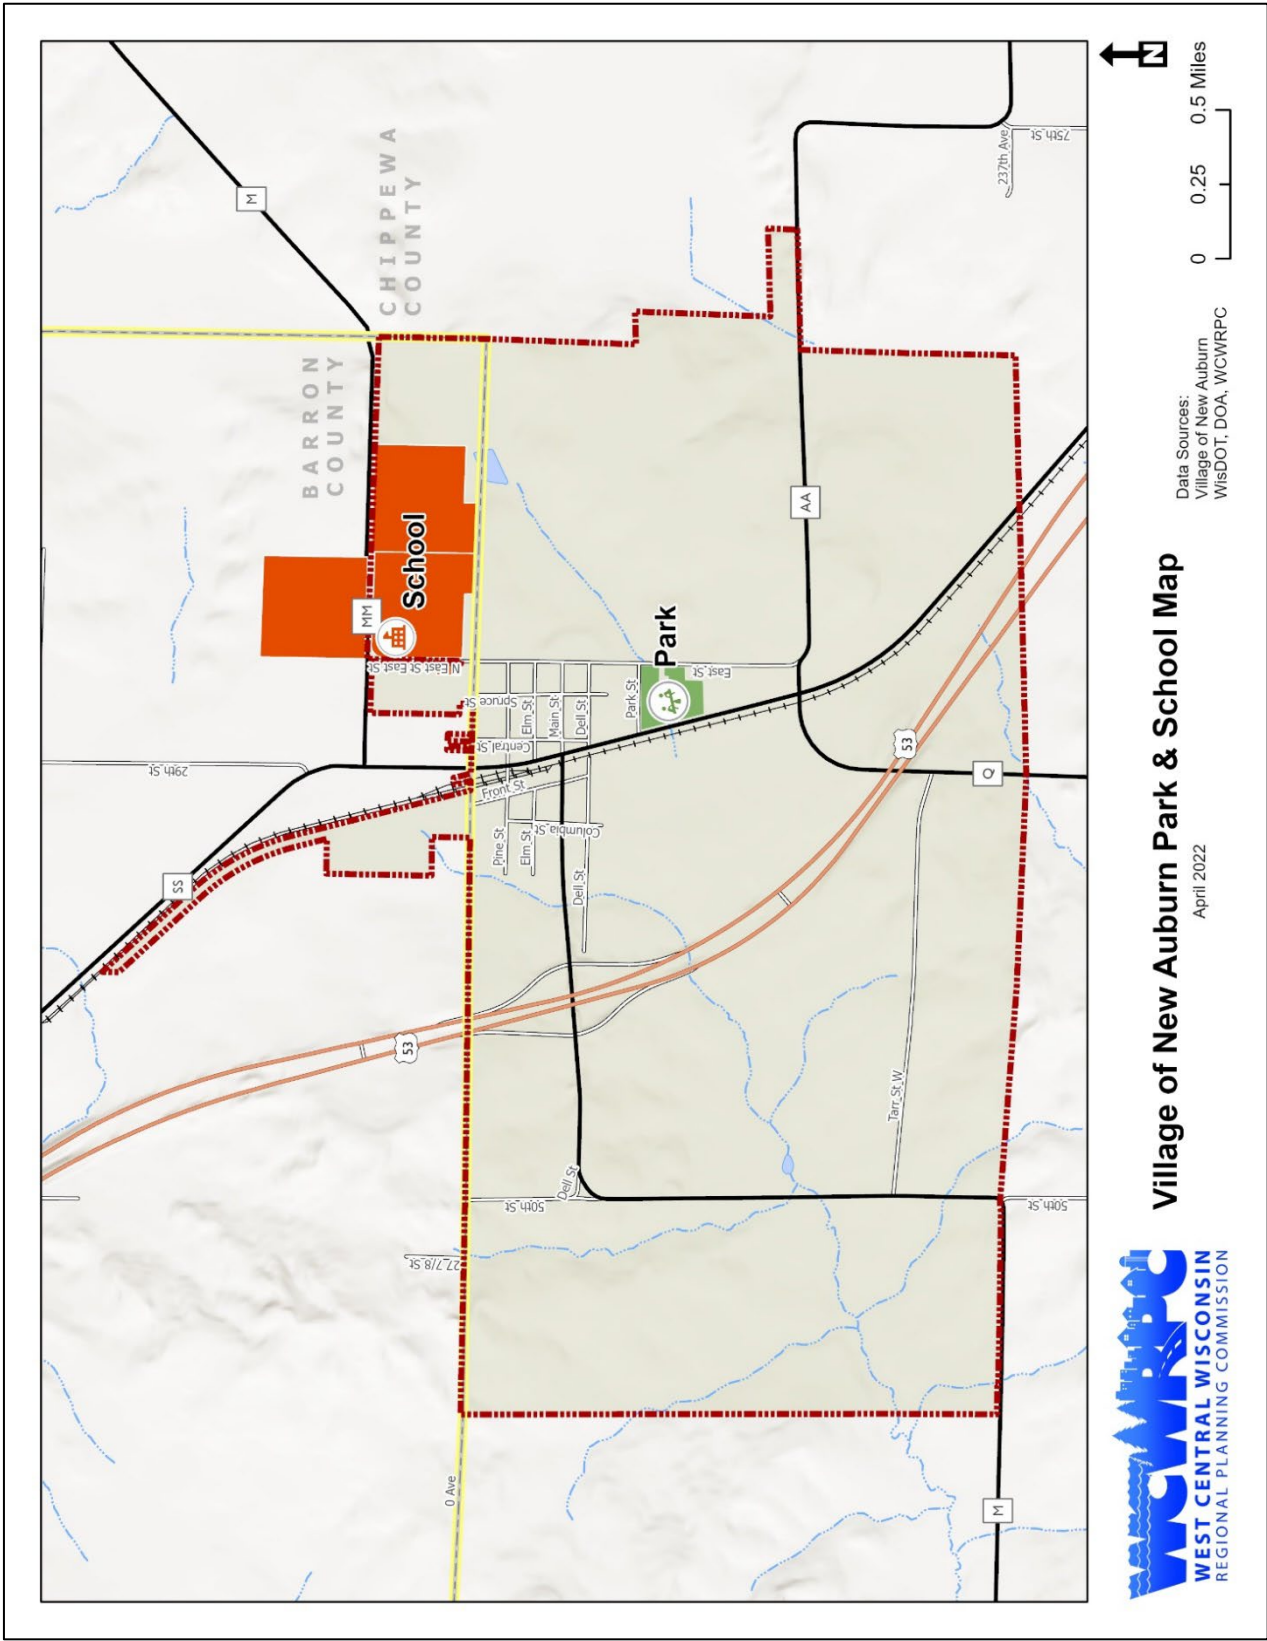 29th St
SS
M
BARRON
COUNTY
MM
CHIPPEWA
COUNTY
53
School
N East St
East St
27 7/8 St
0 Ave
Spruce St
Central St
Front St
Pine St
Elm St
Elm St
Columbia St
Main St
Dell St
Dell St
Dell St
50th St
Park St
Park
East St
AA
53
Tarr St W
Q
M
237th Ave
75th St
50th St
WCWRPC
WEST CENTRAL WISCONSIN
REGIONAL PLANNING COMMISSION
Village of New Auburn Park & School Map
April 2022
Data Sources:
Village of New Auburn
WisDOT, DOA, WCWRPC
0 0.25 0.5 Miles
N